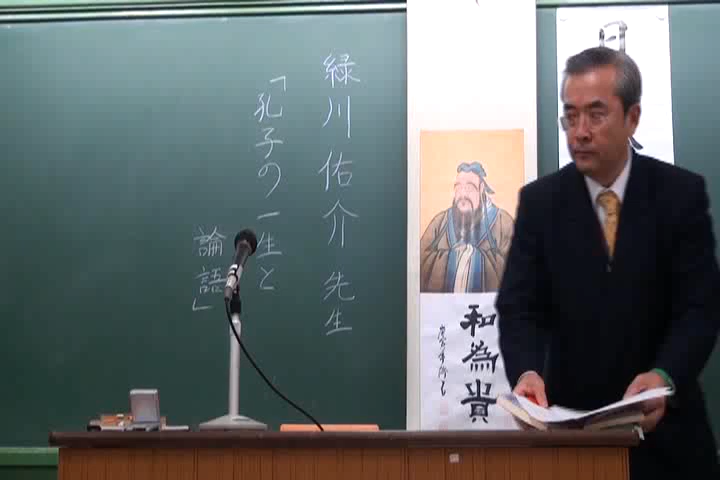 緑川佑介先生
「孔子の一生と
論語」
和為貴